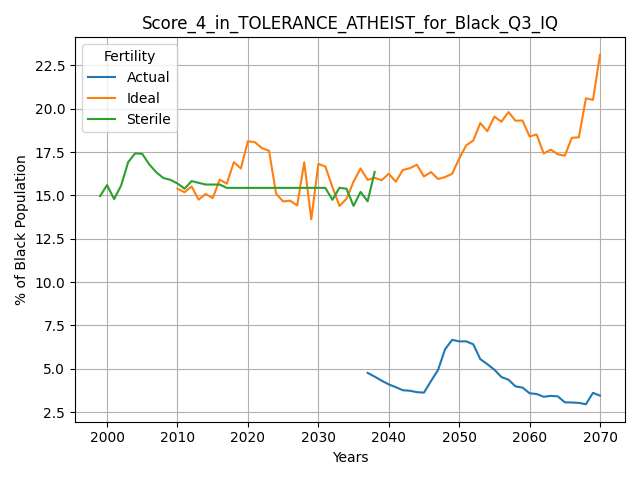 Score_4_in_TOLERANCE_ATHEIST_for_Black_Q3_IQ
Fertility
Actual
Ideal
Sterile
% of Black Population
22.5
20.0
17.5
15.0
12.5
10.0
7.5
5.0
2.5
2000 2010 2020 2030 2040 2050 2060 2070
Years